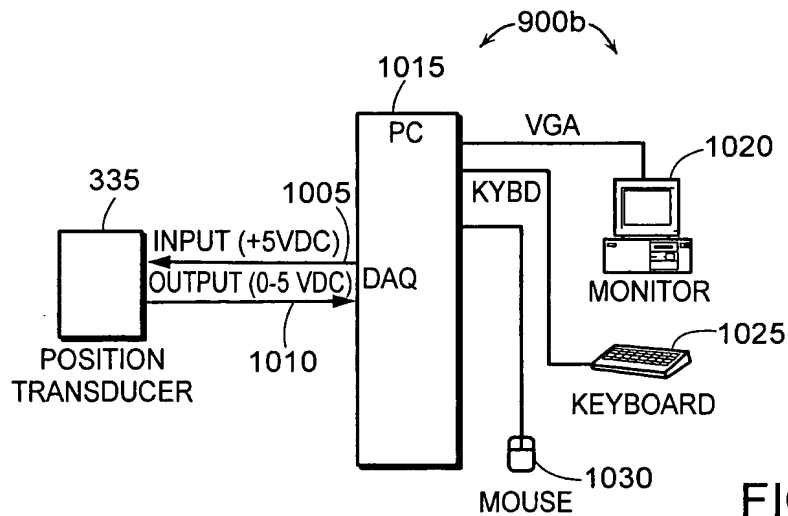 900b
1015
PC
VGA
1020
335
1005
KYBD
INPUT (+5VDC)
OUTPUT (0-5 VDC)
DAQ
MONITOR
1010
POSITION
TRANSDUCER
1025
KEYBOARD
1030
MOUSE